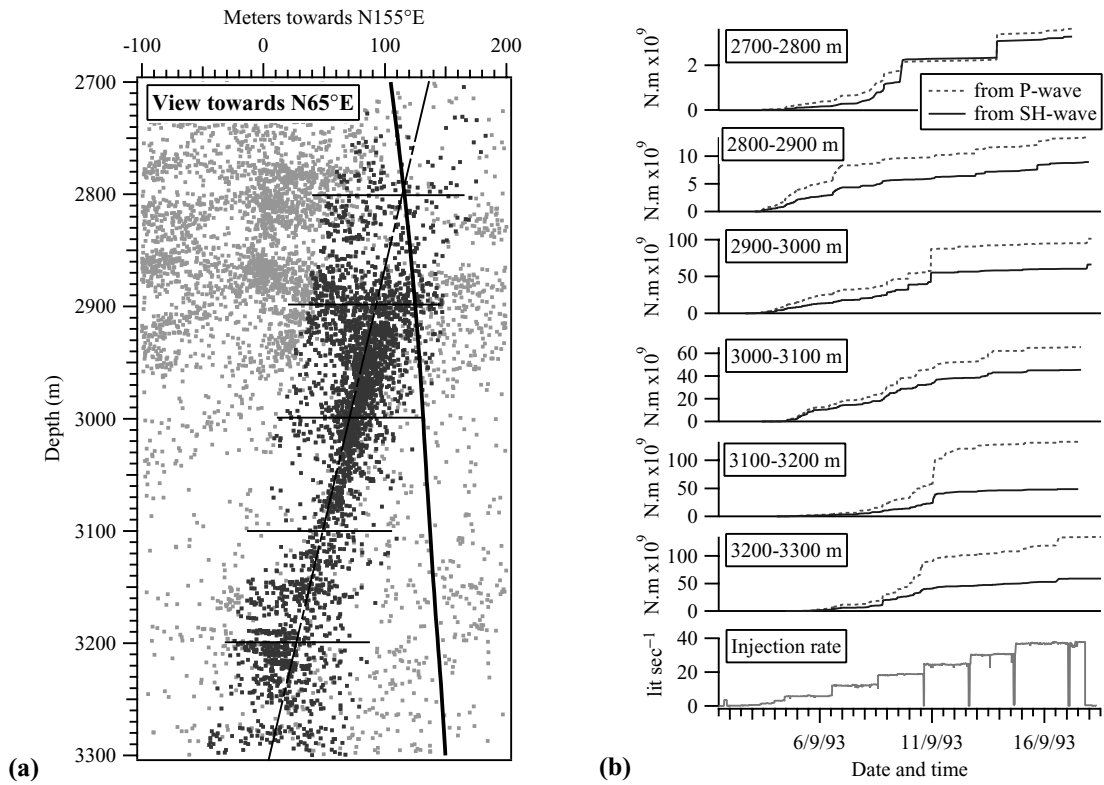 Meters towards N155°E
-100 0 100 200
View towards N65°E
Depth (m)
2700
2800
2900
3000
3100
3200
3300
(a)
2700-2800 m
N.m x10⁹
2
0
from P-wave
from SH-wave
2800-2900 m
N.m x10⁹
10
5
0
2900-3000 m
N.m x10⁹
100
50
0
3000-3100 m
N.m x10⁹
60
40
20
0
3100-3200 m
N.m x10⁹
100
50
0
3200-3300 m
N.m x10⁹
100
50
0
Injection rate
lit sec⁻¹
40
20
0
6/9/93 11/9/93 16/9/93
Date and time
(b)